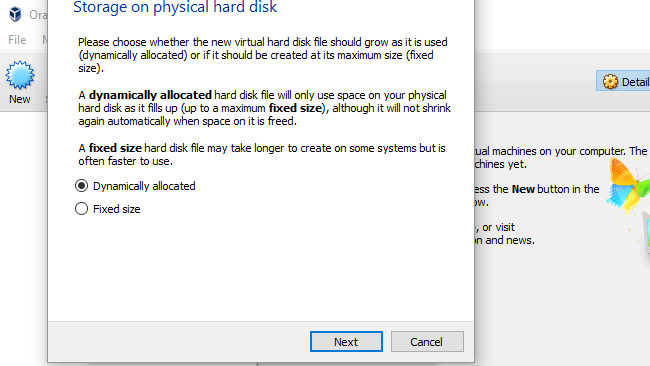 Ora
Storage on physical hard disk
File
Please choose whether the new virtual hard disk file should grow as it is used
(dynamically allocated) or if it should be created at its maximum size (fixed
size).
New
Detail
A dynamically allocated hard disk file will only use space on your physical
hard disk as it fills up (up to a maximum fixed size), although it will not shrink
again automatically when space on it is freed.
A fixed size hard disk file may take longer to create on some systems but is
often faster to use.
Dynamically allocated
Fixed size
Next
Cancel
ual machines on your computer. The
chines yet.
ess the New button in the
ow.
, or visit
on and news.